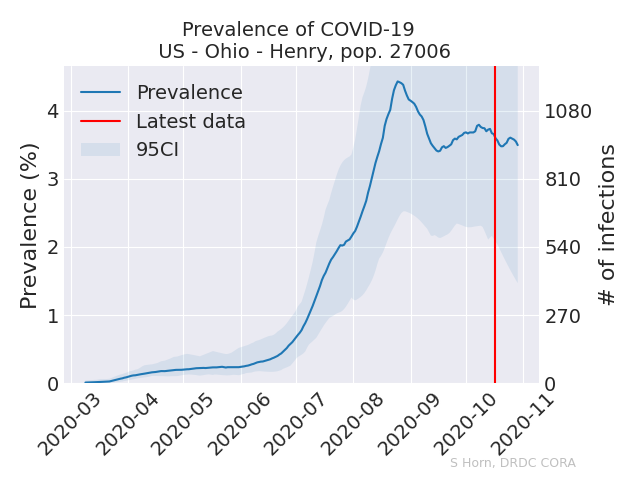 Prevalence of COVID-19
US - Ohio - Henry, pop. 27006
Prevalence
Latest data
95CI
Prevalence (%)
4
3
2
1
0
1080
810
540
270
0
# of infections
2020-03
2020-04
2020-05
2020-06
2020-07
2020-08
2020-09
2020-10
2020-11
S Horn, DRDC CORA